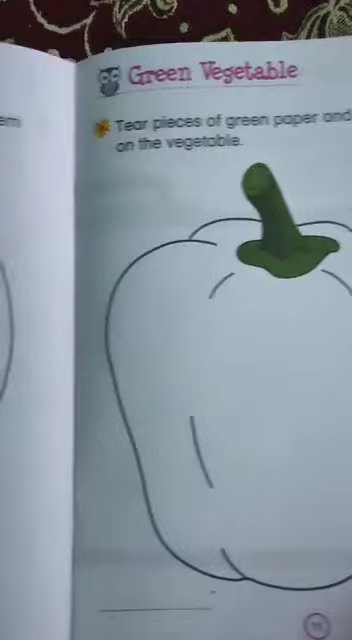 Green Vegetable
Tear pieces of green paper and
on the vegetable.